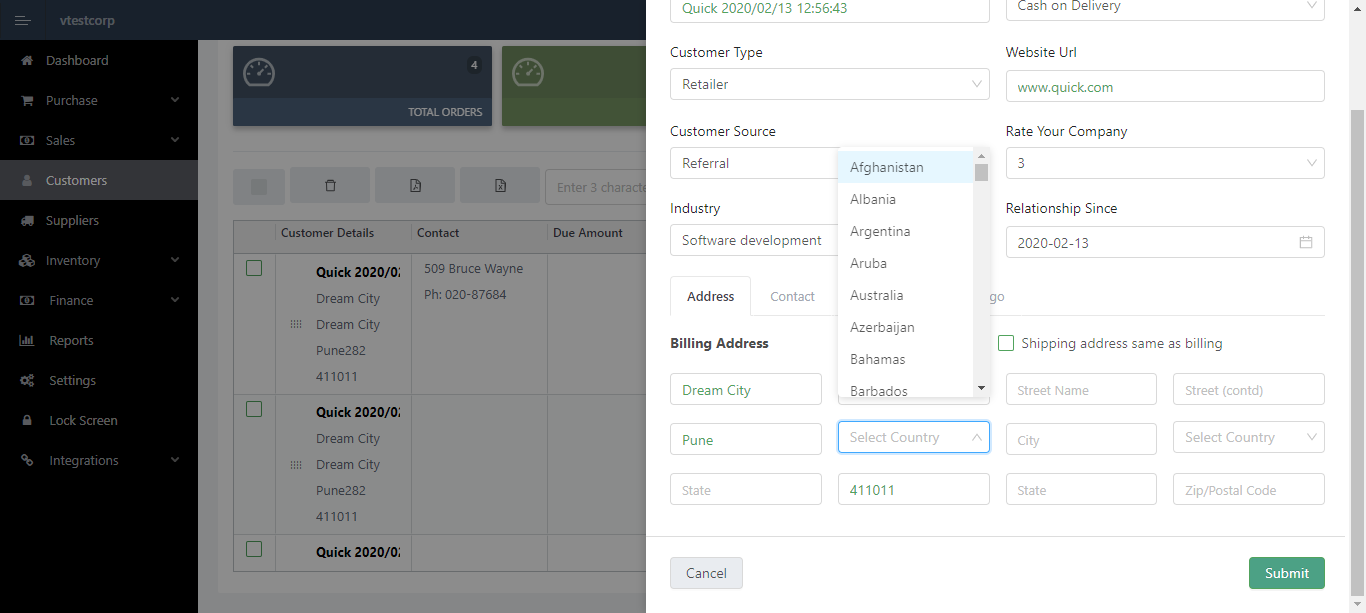 vtestcorp
Dashboard
Purchase
Sales
Customers
Suppliers
Inventory
Finance
Reports
Settings
Lock Screen
Integrations
4
TOTAL ORDERS
Enter 3 characte
Customer Details Contact Due Amount
Quick 2020/02
Dream City
Dream City
Pune282
411011
509 Bruce Wayne
Ph: 020-87684
Quick 2020/02
Dream City
Dream City
Pune282
411011
Quick 2020/02
Quick 2020/02/13 12:56:43
Cash on Delivery
Customer Type
Retailer
Website Url
www.quick.com
Customer Source
Referral
Rate Your Company
3
Industry
Software development
Relationship Since
2020-02-13
Address Contact go
Afghanistan
Albania
Argentina
Aruba
Australia
Azerbaijan
Bahamas
Barbados
Billing Address
Shipping address same as billing
Dream City Street Name Street (contd)
Pune Select Country City Select Country
State 411011 State Zip/Postal Code
Cancel Submit